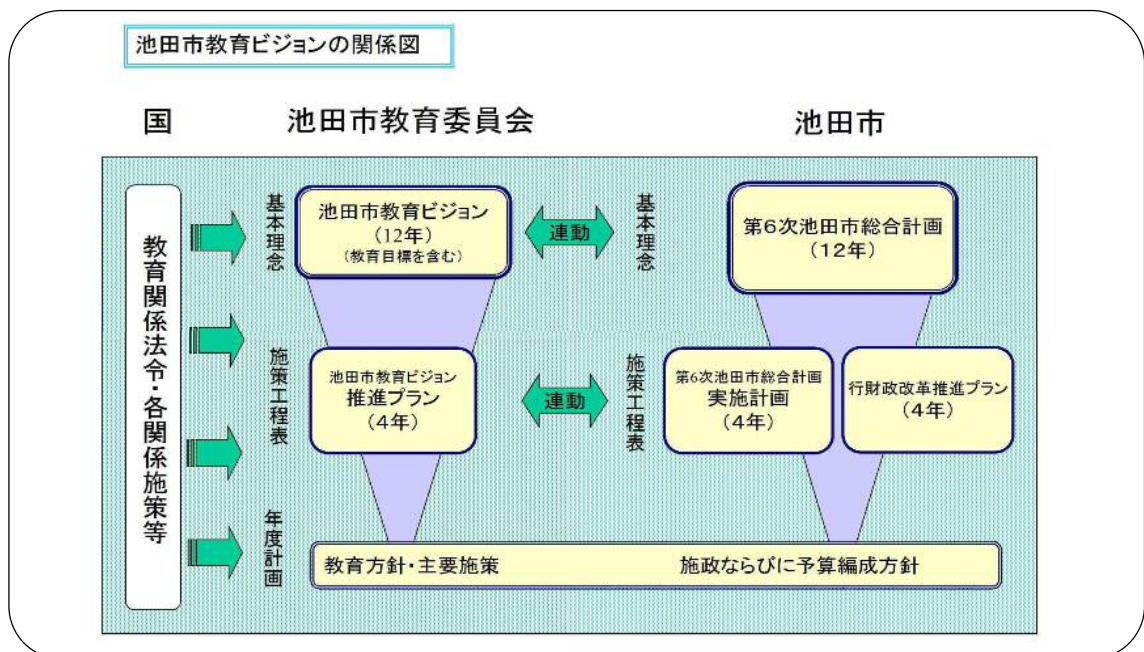 池田市教育ビジョンの関係図
国
池田市教育委員会
池田市
教育関係法令・各関係施策等
基本理念
池田市教育ビジョン
(12年)
(教育目標を含む)
連動
基本理念
第6次池田市総合計画
(12年)
施策工程表
池田市教育ビジョン
推進プラン
(4年)
連動
施策工程表
第6次池田市総合計画
実施計画
(4年)
行財政改革推進プラン
(4年)
年度計画
教育方針・主要施策
施政ならびに予算編成方針